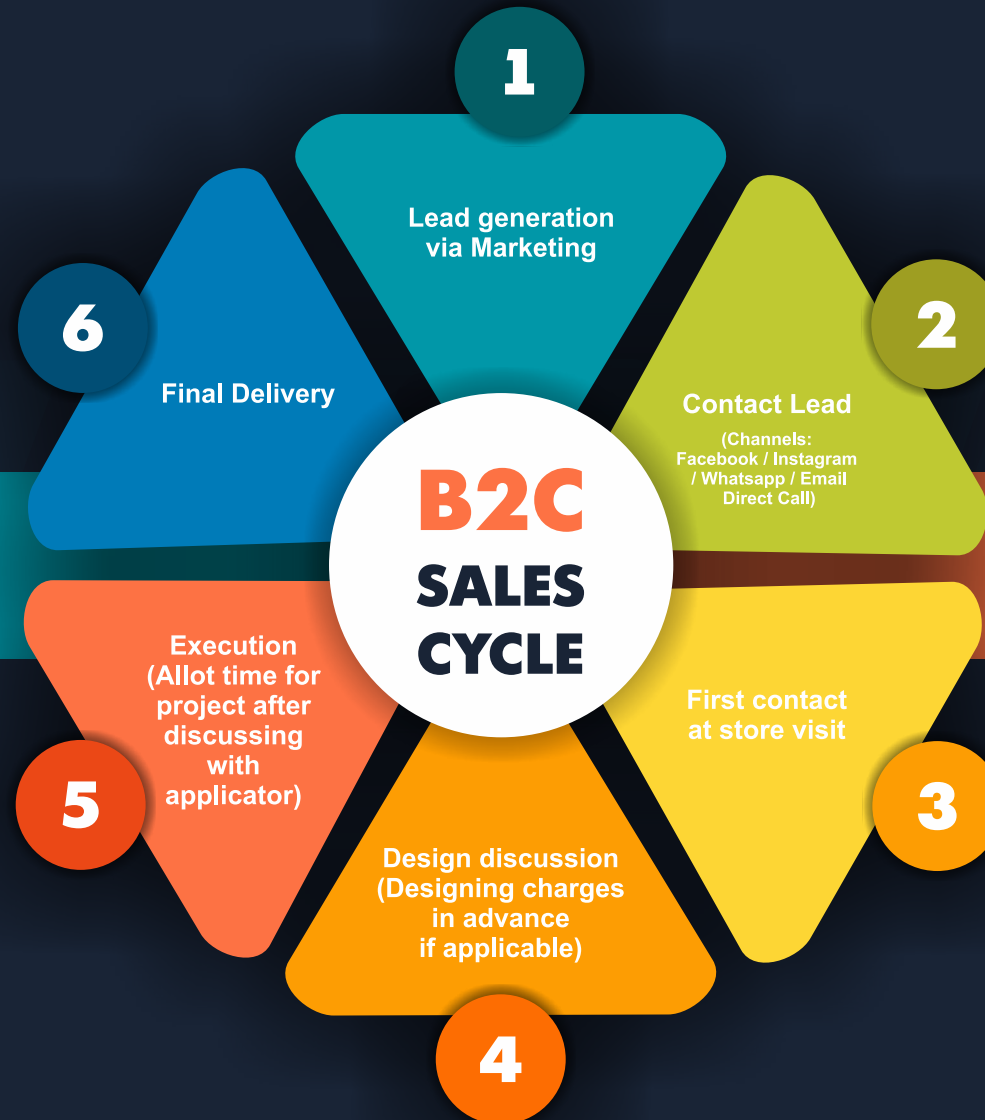 1
Lead generation
via Marketing
2
Contact Lead
(Channels:
Facebook / Instagram
/ Whatsapp / Email
Direct Call)
3
First contact
at store visit
4
Design discussion
(Designing charges
in advance
if applicable)
5
Execution
(Allot time for
project after
discussing
with
applicator)
6
Final Delivery
B2C
SALES
CYCLE